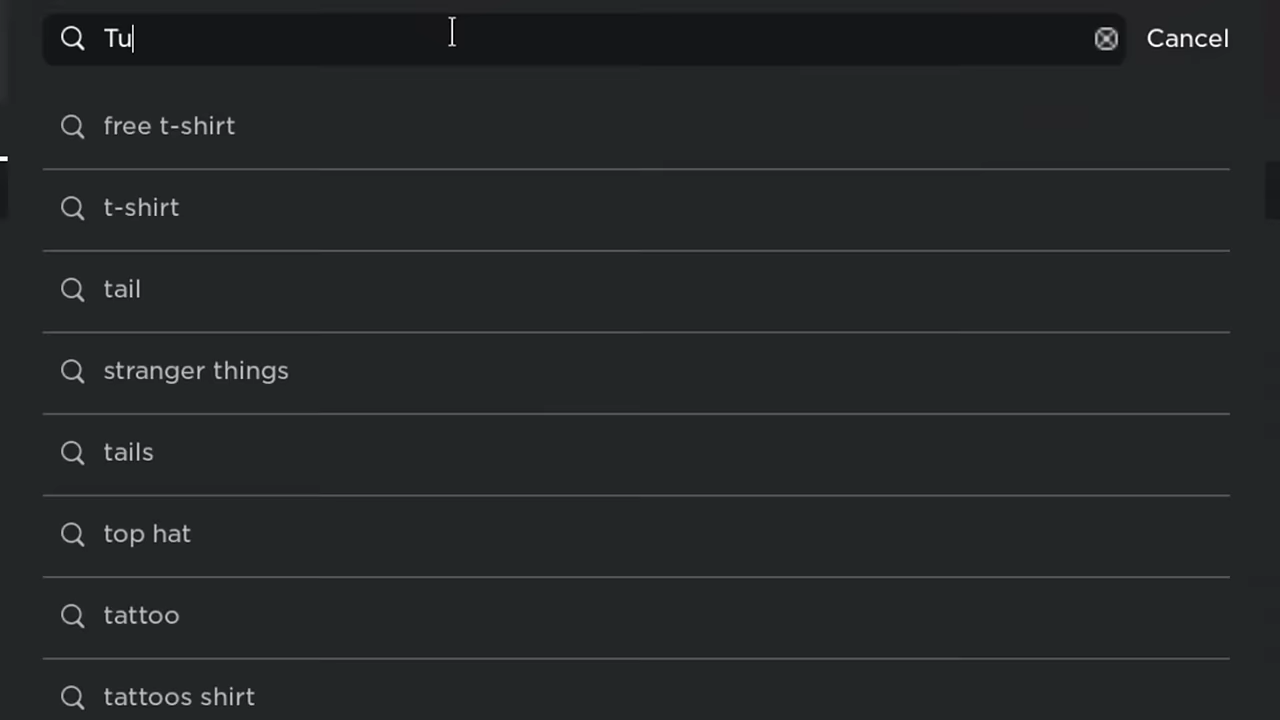 Tu
Cancel
free t-shirt
t-shirt
tail
stranger things
tails
top hat
tattoo
tattoos shirt